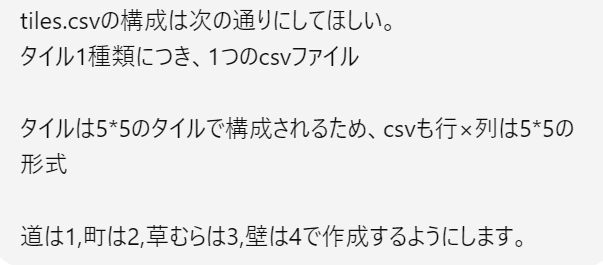 tiles.csvの構成は次の通りにしてほしい。
タイル1種類につき、1つのcsvファイル
タイルは5*5のタイルで構成されるため、csvも行×列は5*5の
形式
道は1,町は2,草むらは3,壁は4で作成するようにします。